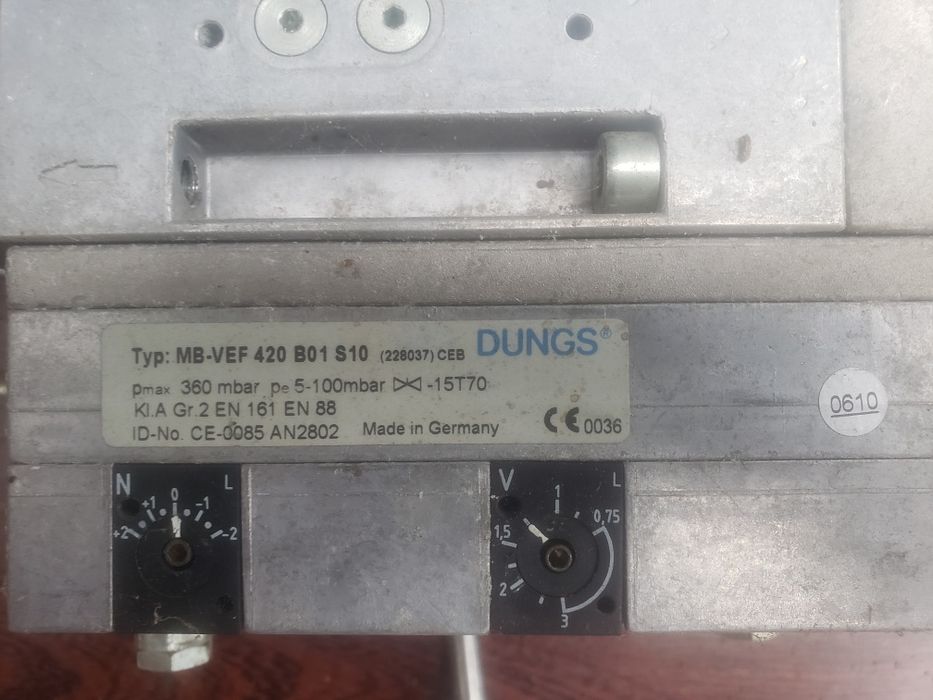 Typ: MB-VEF 420 B01 S10 (228037) CEB DUNGS®
pmax 360 mbar pe 5-100mbar -15T70
Kl.A Gr.2 EN 161 EN 88
ID-No. CE-0085 AN2802 Made in Germany CE 0036
0610
N L
+2 +1 0 -1 -2
V L
1
1,5 0,75
2
3